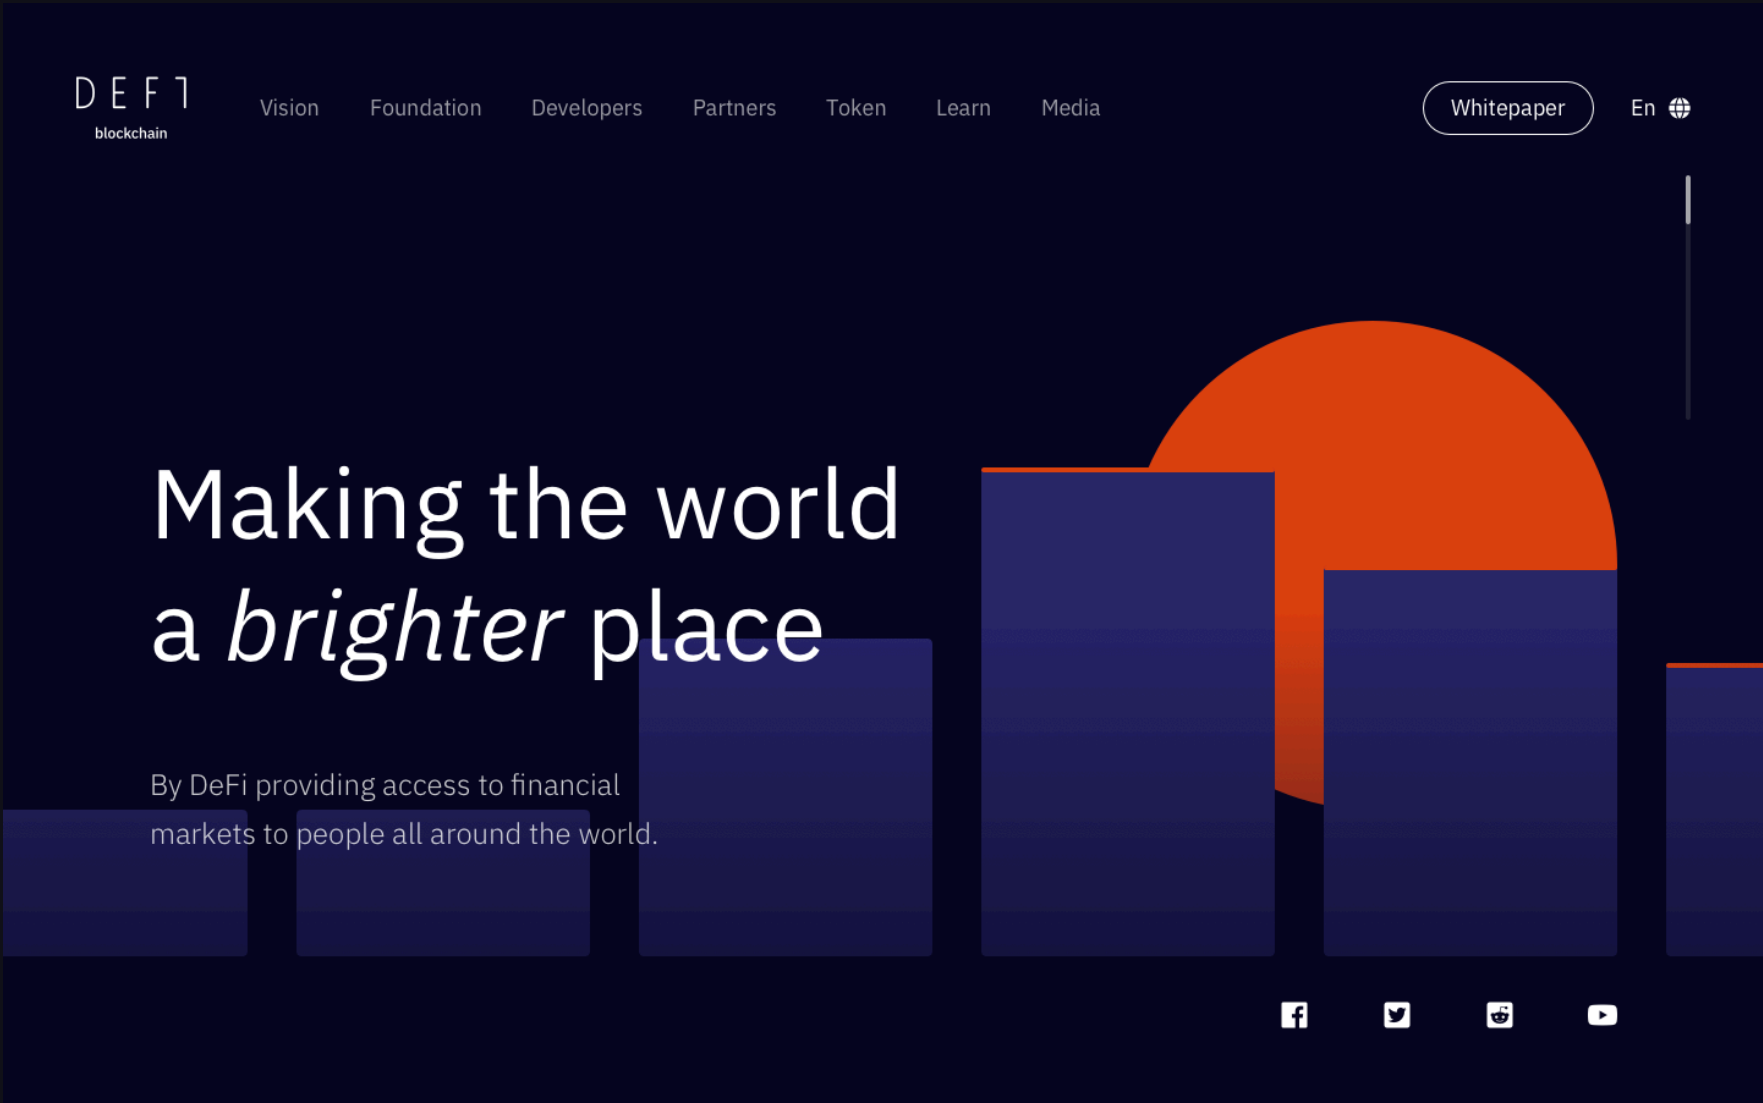 DEFI
blockchain
Vision
Foundation
Developers
Partners
Token
Learn
Media
Whitepaper
En
Making the world
a brighter place
By DeFi providing access to financial
markets to people all around the world.